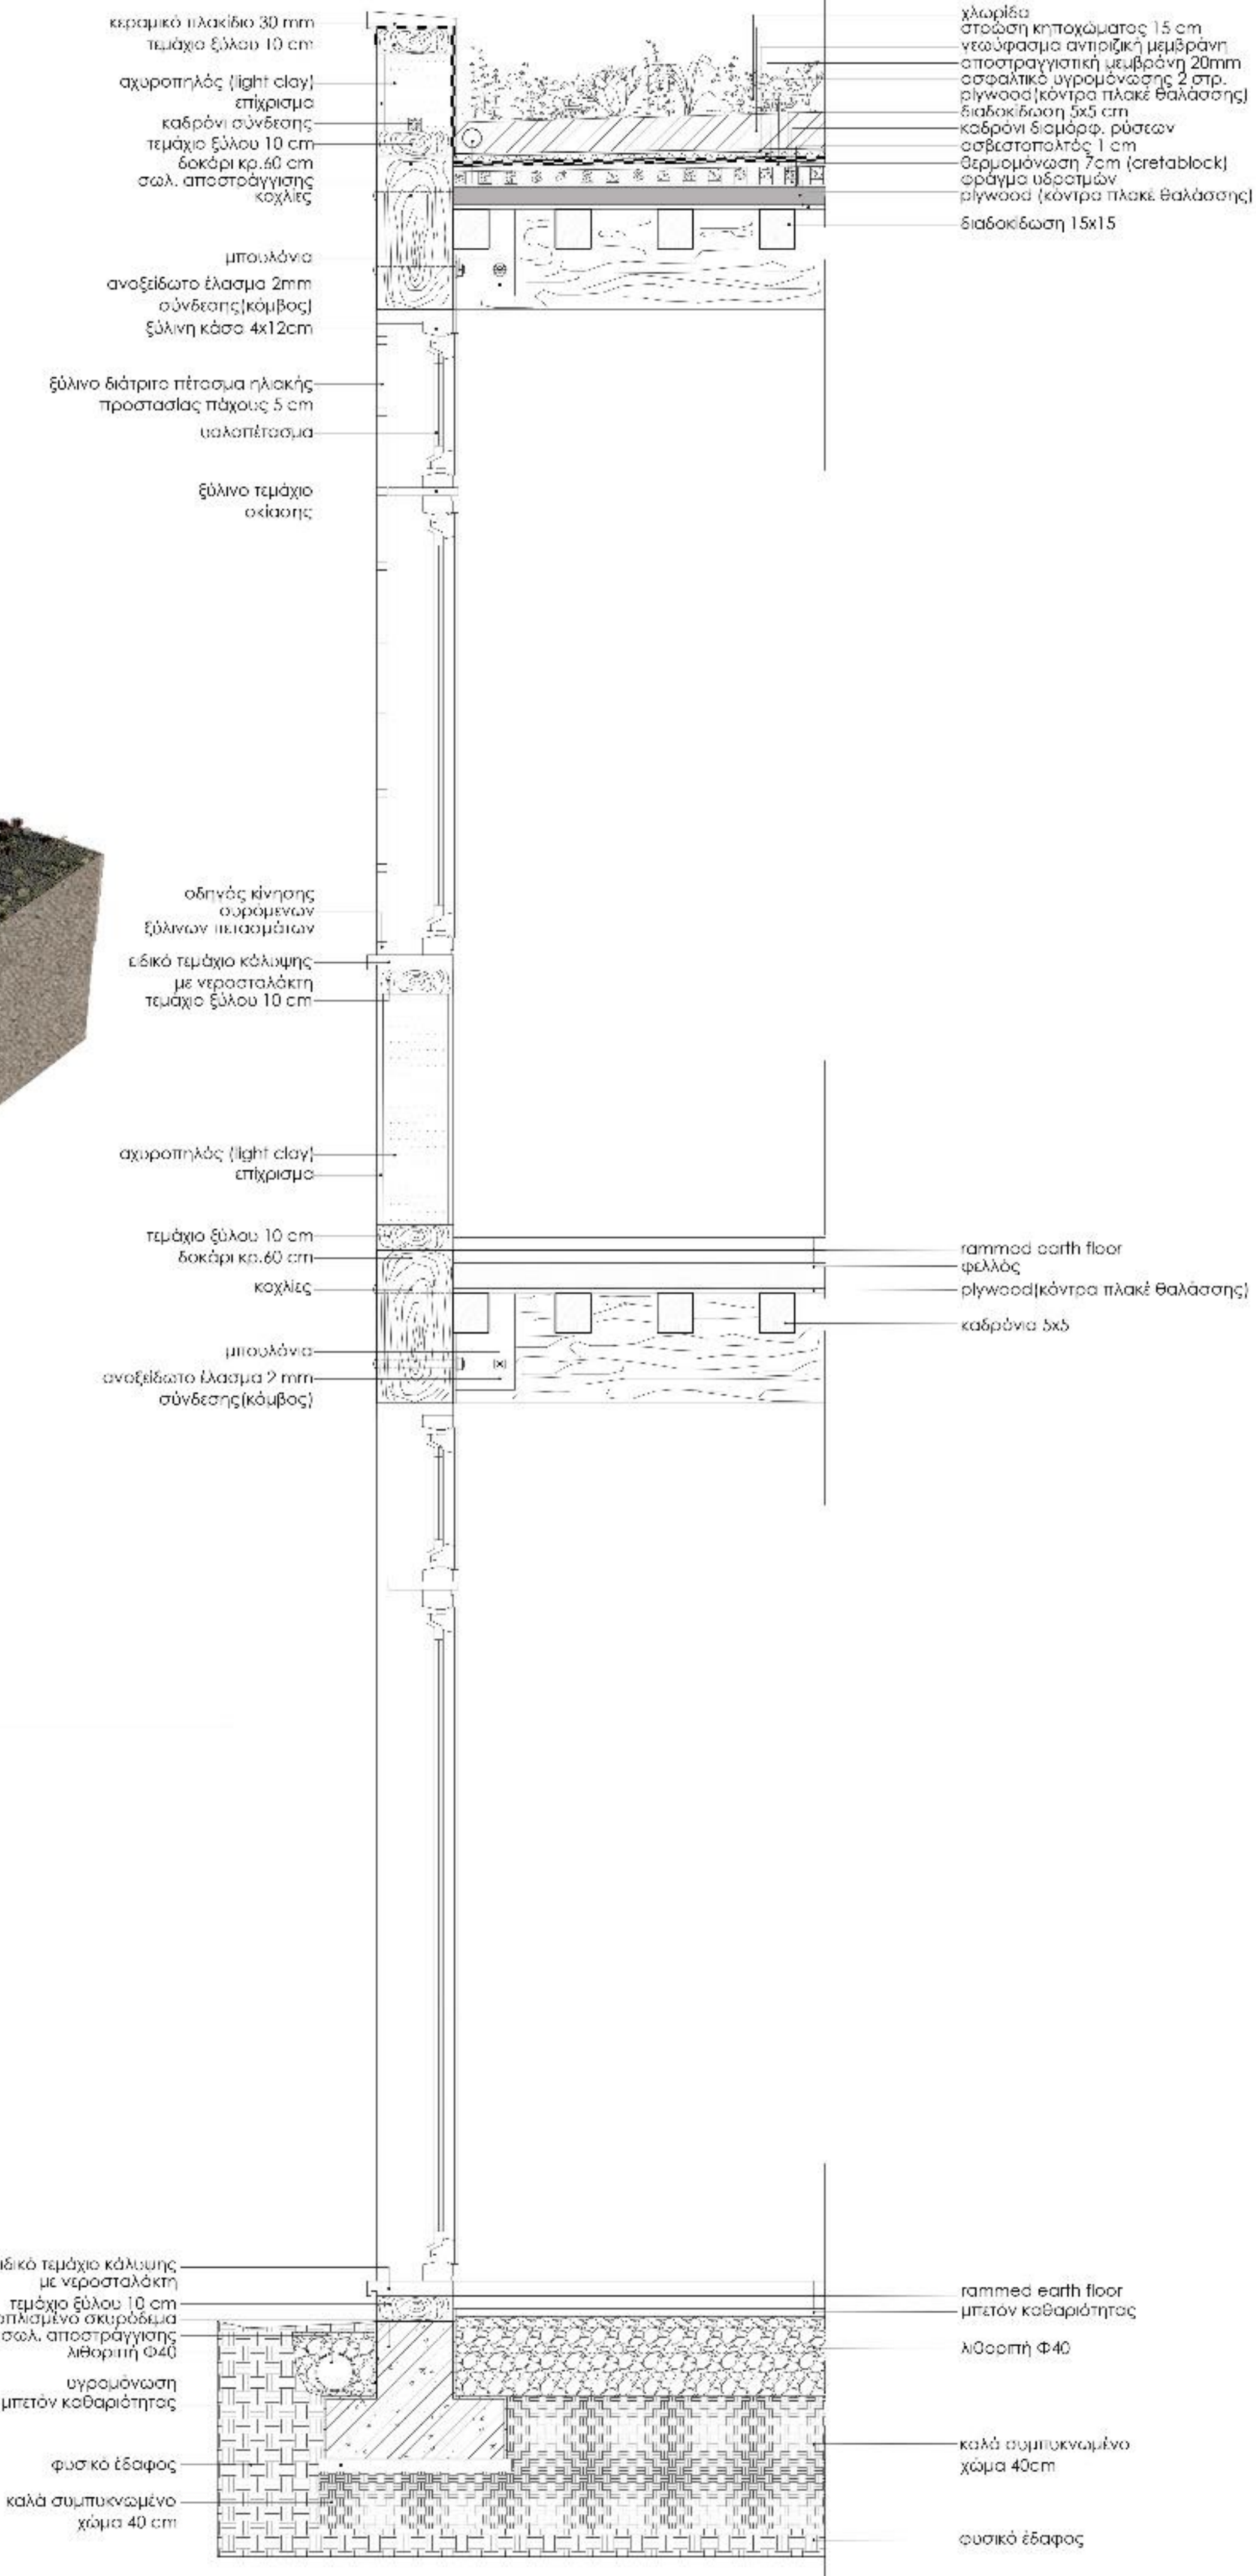 κεραμικό πλακίδιο 30 mm
τεμάχιο ξύλου 10 cm
αχυροπηλός (light clay)
επίχρισμα
καδρόνι σύνδεσης
τεμάχιο ξύλου 10 cm
δοκάρι κρ.60 cm
σωλ. αποστράγγισης
κοχλίες
μπουλόνια
ανοξείδωτο έλασμα 2mm
σύνδεσης(κόμβος)
ξύλινη κάσα 4x12cm
ξύλινο διάτρητο πέτασμα ηλιακής
προστασίας πάχους 5 cm
υαλοπέτασμα
ξύλινο τεμάχιο
σκίασης
οδηγός κίνησης
συρόμενων
ξύλινων πετασμάτων
ειδικό τεμάχιο κάλυψης
με νεροσταλάκτη
τεμάχιο ξύλου 10 cm
αχυροπηλός (light clay)
επίχρισμα
τεμάχιο ξύλου 10 cm
δοκάρι κρ.60 cm
κοχλίες
μπουλόνια
ανοξείδωτο έλασμα 2 mm
σύνδεσης(κόμβος)
ιδικό τεμάχιο κάλυψης
με νεροσταλάκτη
τεμάχιο ξύλου 10 cm
οπλισμένο σκυρόδεμα
σωλ. αποστράγγισης
λιθοριπή Φ40
υγρομόνωση
μπετόν καθαριότητας
φυσικό έδαφος
καλά συμπυκνωμένο
χώμα 40 cm
χλωρίδα
στρώση κηποχώματος 15 cm
γεωύφασμα αντιριζική μεμβράνη
αποστραγγιστική μεμβράνη 20mm
ασφαλτικό υγρομόνωσης 2 στρ.
plywood(κόντρα πλακέ θαλάσσης)
διαδοκίδωση 5x5 cm
καδρόνι διαμόρφ. ρύσεων
ασβεστοπολτός 1 cm
θερμομόνωση 7cm (cretablock)
φράγμα υδρατμών
plywood (κόντρα πλακέ θαλάσσης)
διαδοκίδωση 15x15
rammed earth floor
φελλός
plywood(κόντρα πλακέ θαλάσσης)
καδρόνια 5x5
rammed earth floor
μπετόν καθαριότητας
λιθοριπή Φ40
καλά συμπυκνωμένο
χώμα 40cm
φυσικό έδαφος